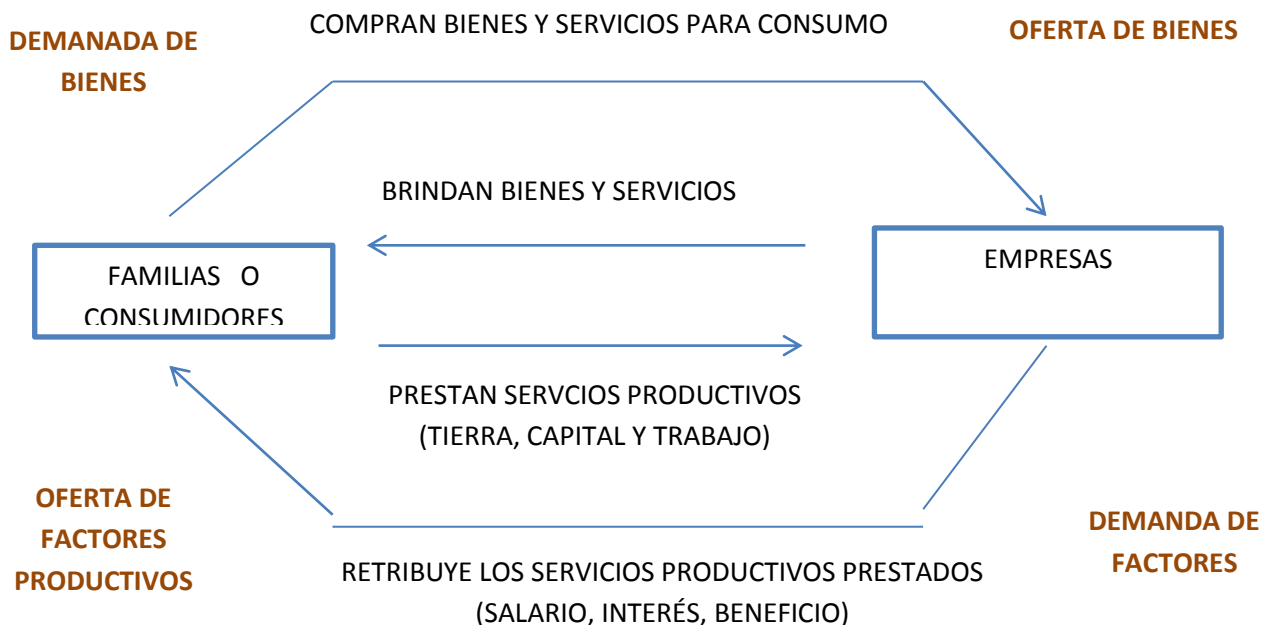 COMPRAN BIENES Y SERVICIOS PARA CONSUMO
DEMANADA DE
BIENES
OFERTA DE BIENES
BRINDAN BIENES Y SERVICIOS
FAMILIAS O
CONSUMIDORES
EMPRESAS
PRESTAN SERVCIOS PRODUCTIVOS
(TIERRA, CAPITAL Y TRABAJO)
OFERTA DE
FACTORES
PRODUCTIVOS
DEMANDA DE
FACTORES
RETRIBUYE LOS SERVICIOS PRODUCTIVOS PRESTADOS
(SALARIO, INTERÉS, BENEFICIO)